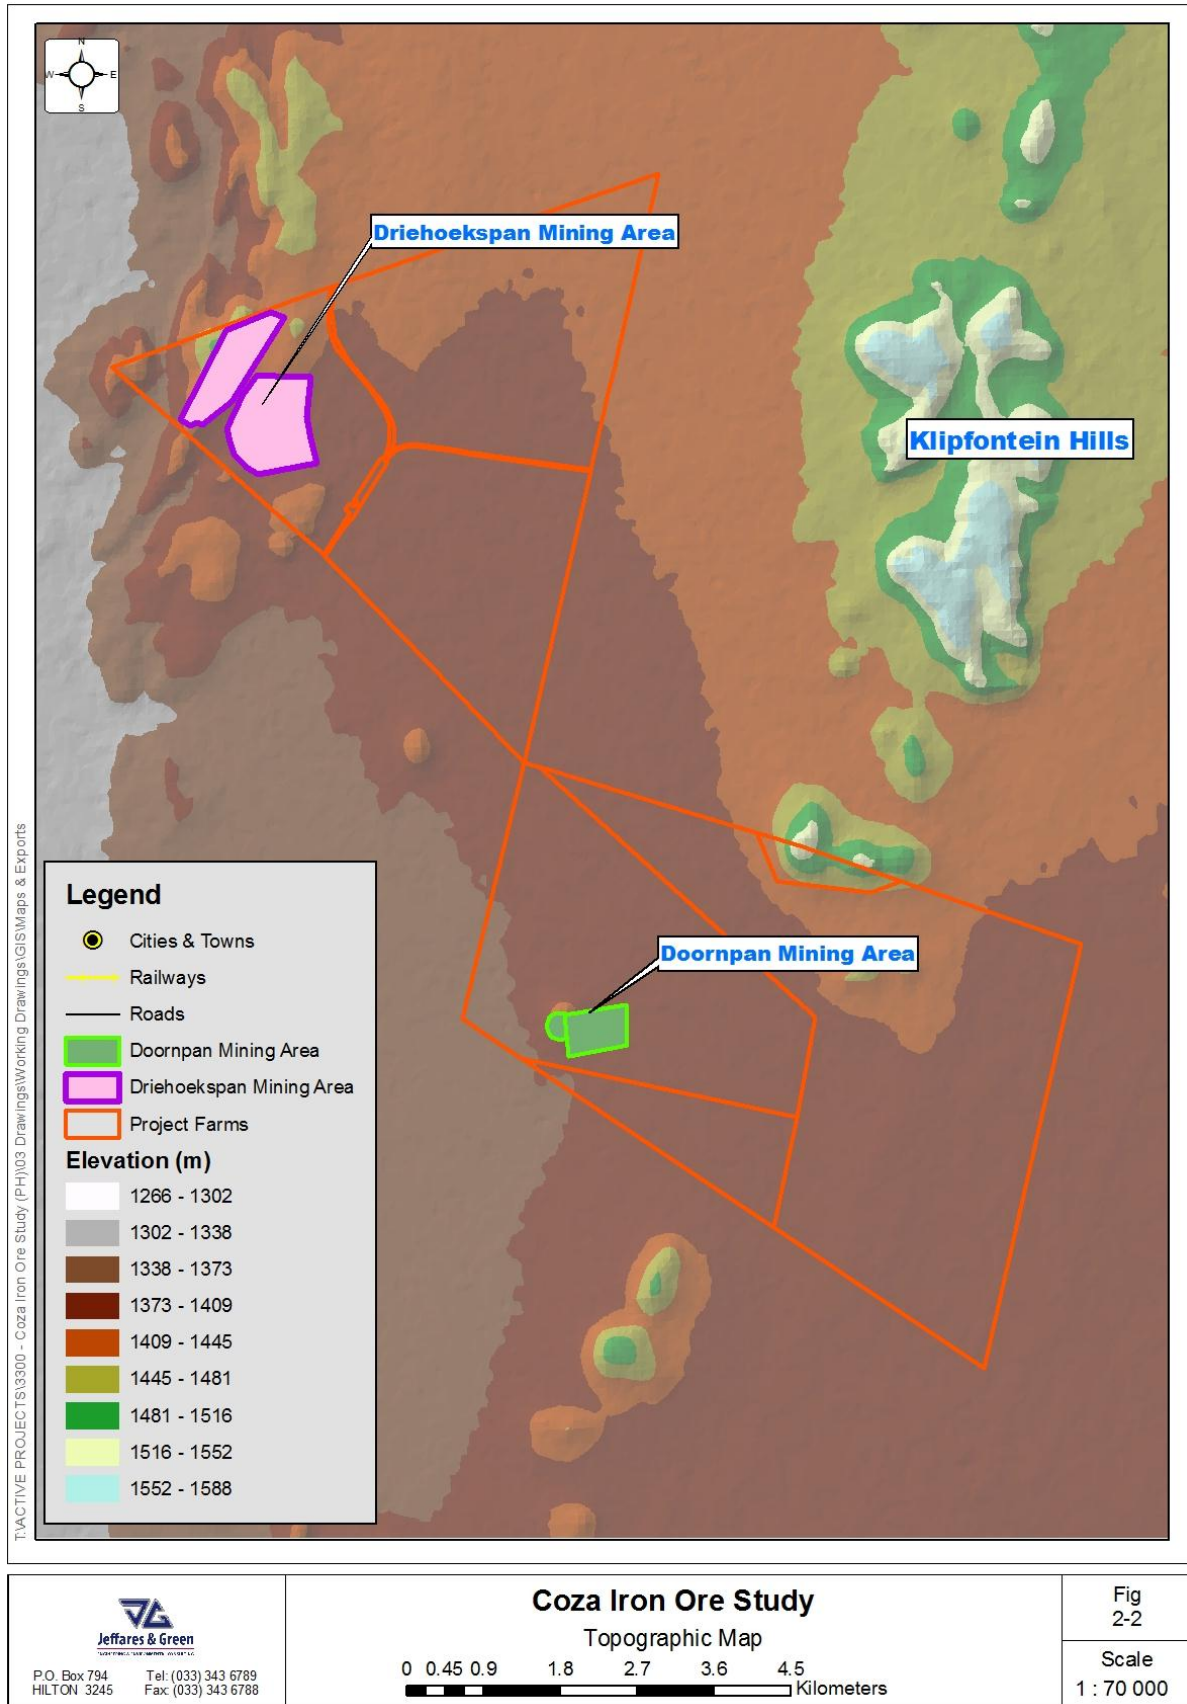 N
W
E
S
Driehoekspan Mining Area
Klipfontein Hills
Doornpan Mining Area
Legend
Cities & Towns
Railways
Roads
Doornpan Mining Area
Driehoekspan Mining Area
Project Farms
Elevation (m)
1266 - 1302
1302 - 1338
1338 - 1373
1373 - 1409
1409 - 1445
1445 - 1481
1481 - 1516
1516 - 1552
1552 - 1588
T:\ACTIVE PROJECTS\3300 - Coza Iron Ore Study (PH)\03 Drawings\Working Drawings\GIS\Maps & Exports
Jeffares & Green
P.O. Box 794 Tel: (033) 343 6789
HILTON 3245 Fax: (033) 343 6788
Coza Iron Ore Study
Topographic Map
0 0.45 0.9 1.8 2.7 3.6 4.5
Kilometers
Fig
2-2
Scale
1 : 70 000